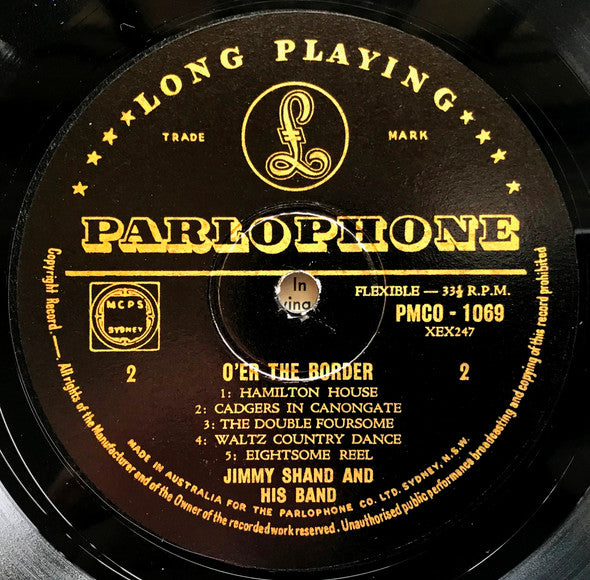 LONG PLAYING
TRADE MARK
£
PARLOPHONE
In
ying
FLEXIBLE — 33⅓ R.P.M.
PMCO - 1069
XEX247
MCPS
SYDNEY
2 O'ER THE BORDER 2
1: HAMILTON HOUSE
2: CADGERS IN CANONGATE
3: THE DOUBLE FOURSOME
4: WALTZ COUNTRY DANCE
5: EIGHTSOME REEL
JIMMY SHAND AND
HIS BAND
MADE IN AUSTRALIA FOR THE PARLOPHONE CO. LTD. SYDNEY, N.S.W.
Copyright Record. —. All rights of the Manufacturer and of the Owner of the recorded work reserved. Unauthorised public performance broadcasting and copying of this record prohibited